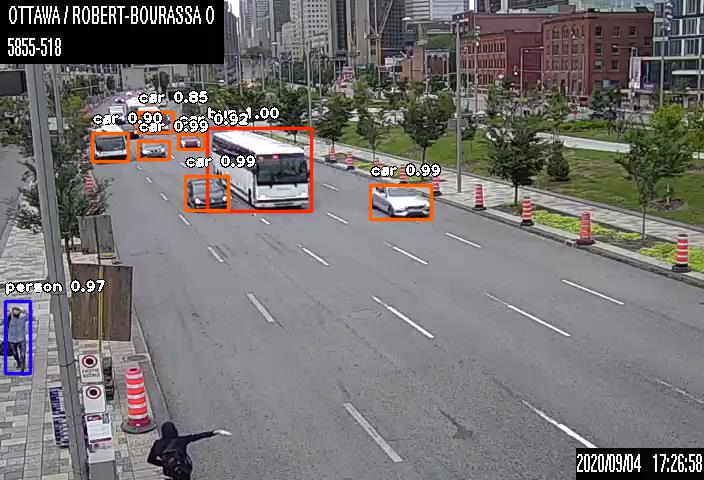 OTTAWA / ROBERT-BOURASSA O
5855-518
car 0.85
car 0.90
car 0.99
car 0.92
1.00
car 0.99
car 0.99
person 0.97
2020/09/04 17:26:58